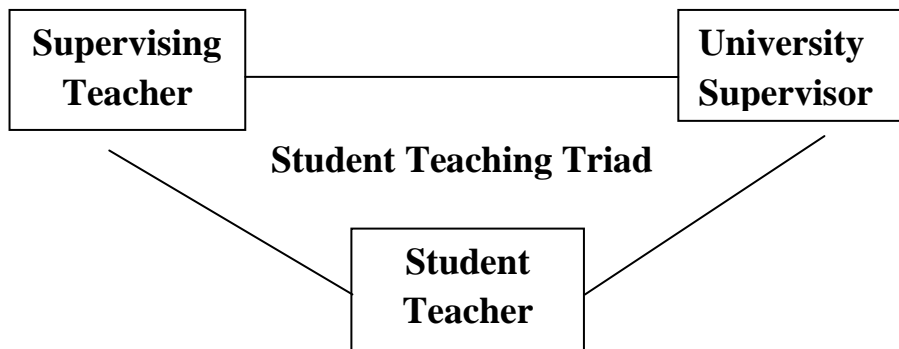 Supervising
Teacher
University
Supervisor
Student Teaching Triad
Student
Teacher